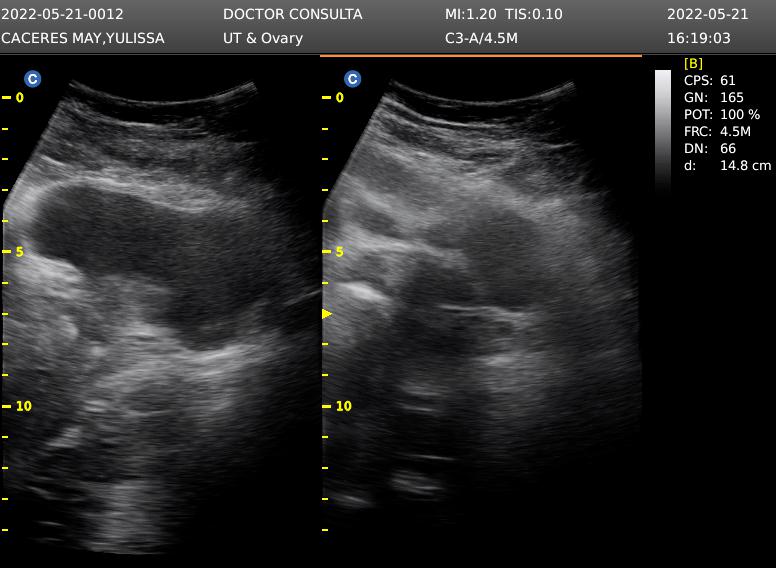 2022-05-21-0012 DOCTOR CONSULTA MI:1.20 TIS:0.10 2022-05-21
CACERES MAY,YULISSA UT & Ovary C3-A/4.5M 16:19:03
C C
0 0
5 5
10 10
[B]
CPS: 61
GN: 165
POT: 100 %
FRC: 4.5M
DN: 66
d: 14.8 cm